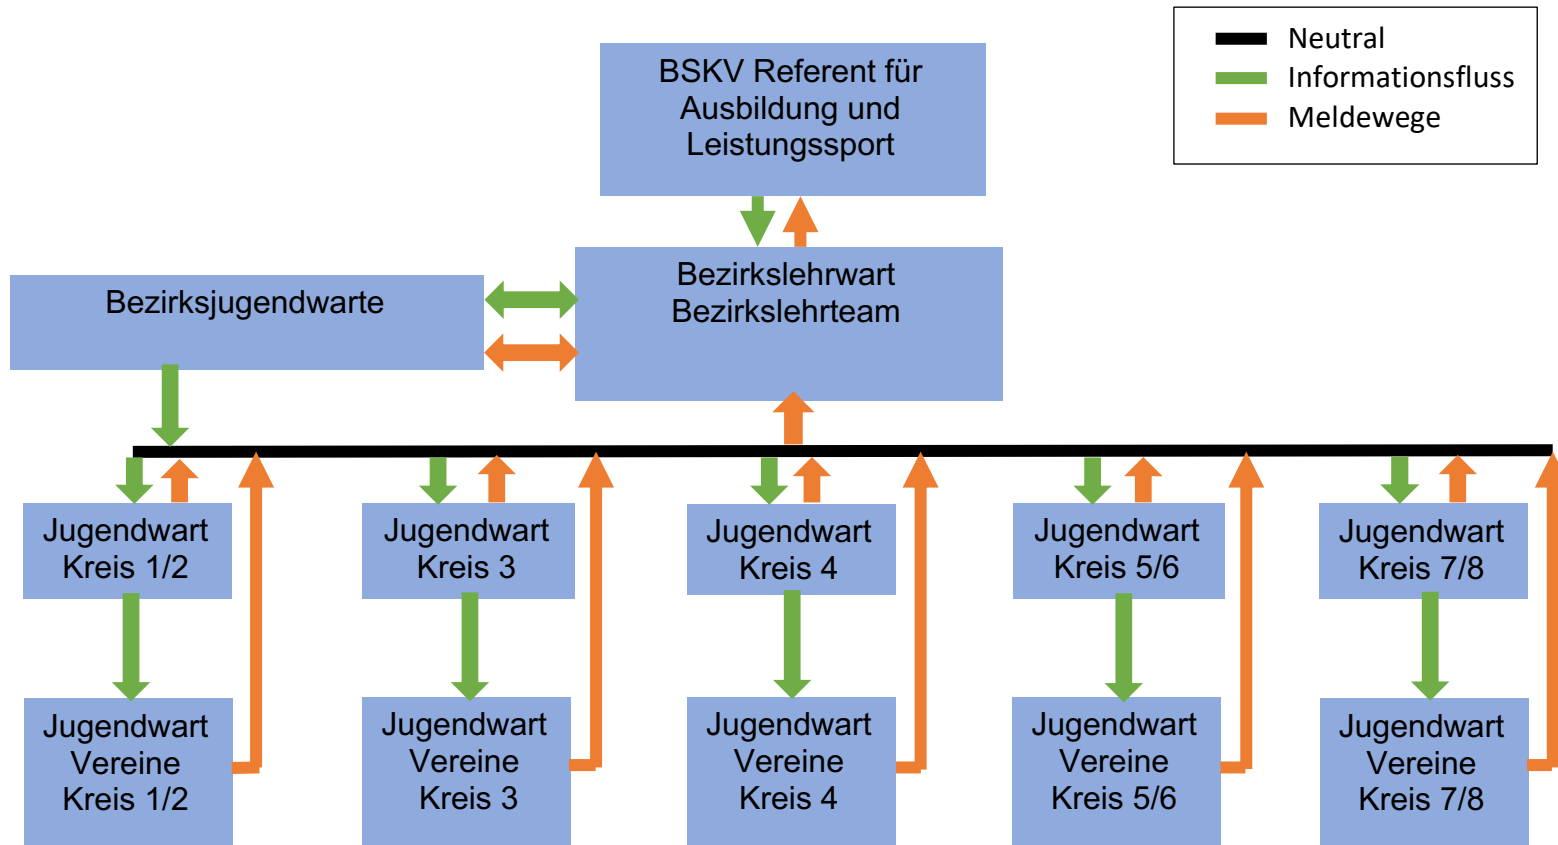 Neutral
Informationsfluss
Meldewege
BSKV Referent für
Ausbildung und
Leistungssport
Bezirksjugendwarte
Bezirkslehrwart
Bezirkslehrteam
Jugendwart
Kreis 1/2
Jugendwart
Kreis 3
Jugendwart
Kreis 4
Jugendwart
Kreis 5/6
Jugendwart
Kreis 7/8
Jugendwart
Vereine
Kreis 1/2
Jugendwart
Vereine
Kreis 3
Jugendwart
Vereine
Kreis 4
Jugendwart
Vereine
Kreis 5/6
Jugendwart
Vereine
Kreis 7/8